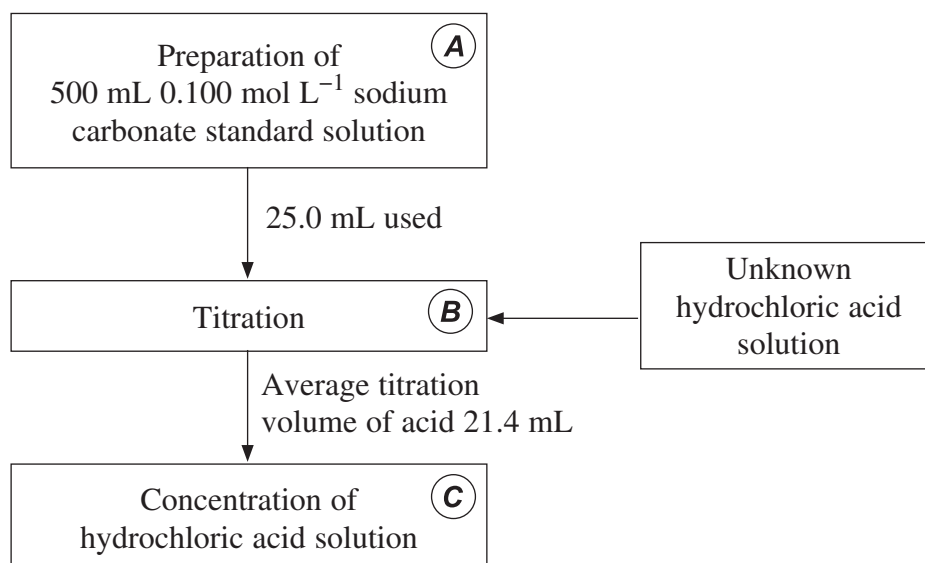 Preparation of
500 mL 0.100 mol L⁻¹ sodium
carbonate standard solution
A
25.0 mL used
Titration
B
Unknown
hydrochloric acid
solution
Average titration
volume of acid 21.4 mL
Concentration of
hydrochloric acid solution
C